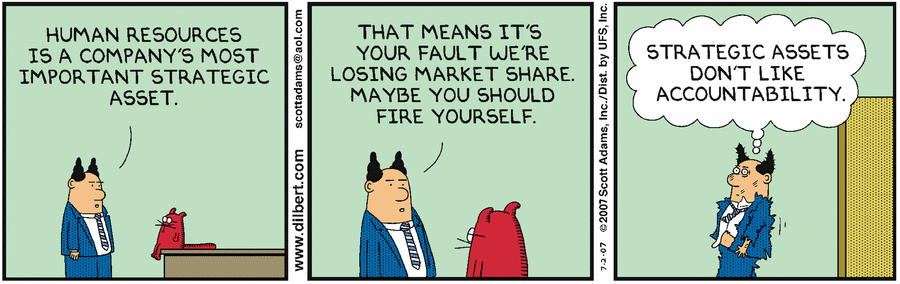 HUMAN RESOURCES
IS A COMPANY'S MOST
IMPORTANT STRATEGIC
ASSET.
www.dilbert.com scottadams@aol.com
THAT MEANS IT'S
YOUR FAULT WE'RE
LOSING MARKET SHARE.
MAYBE YOU SHOULD
FIRE YOURSELF.
7-2-07 ©2007 Scott Adams, Inc./Dist. by UFS, Inc.
STRATEGIC ASSETS
DON'T LIKE
ACCOUNTABILITY.